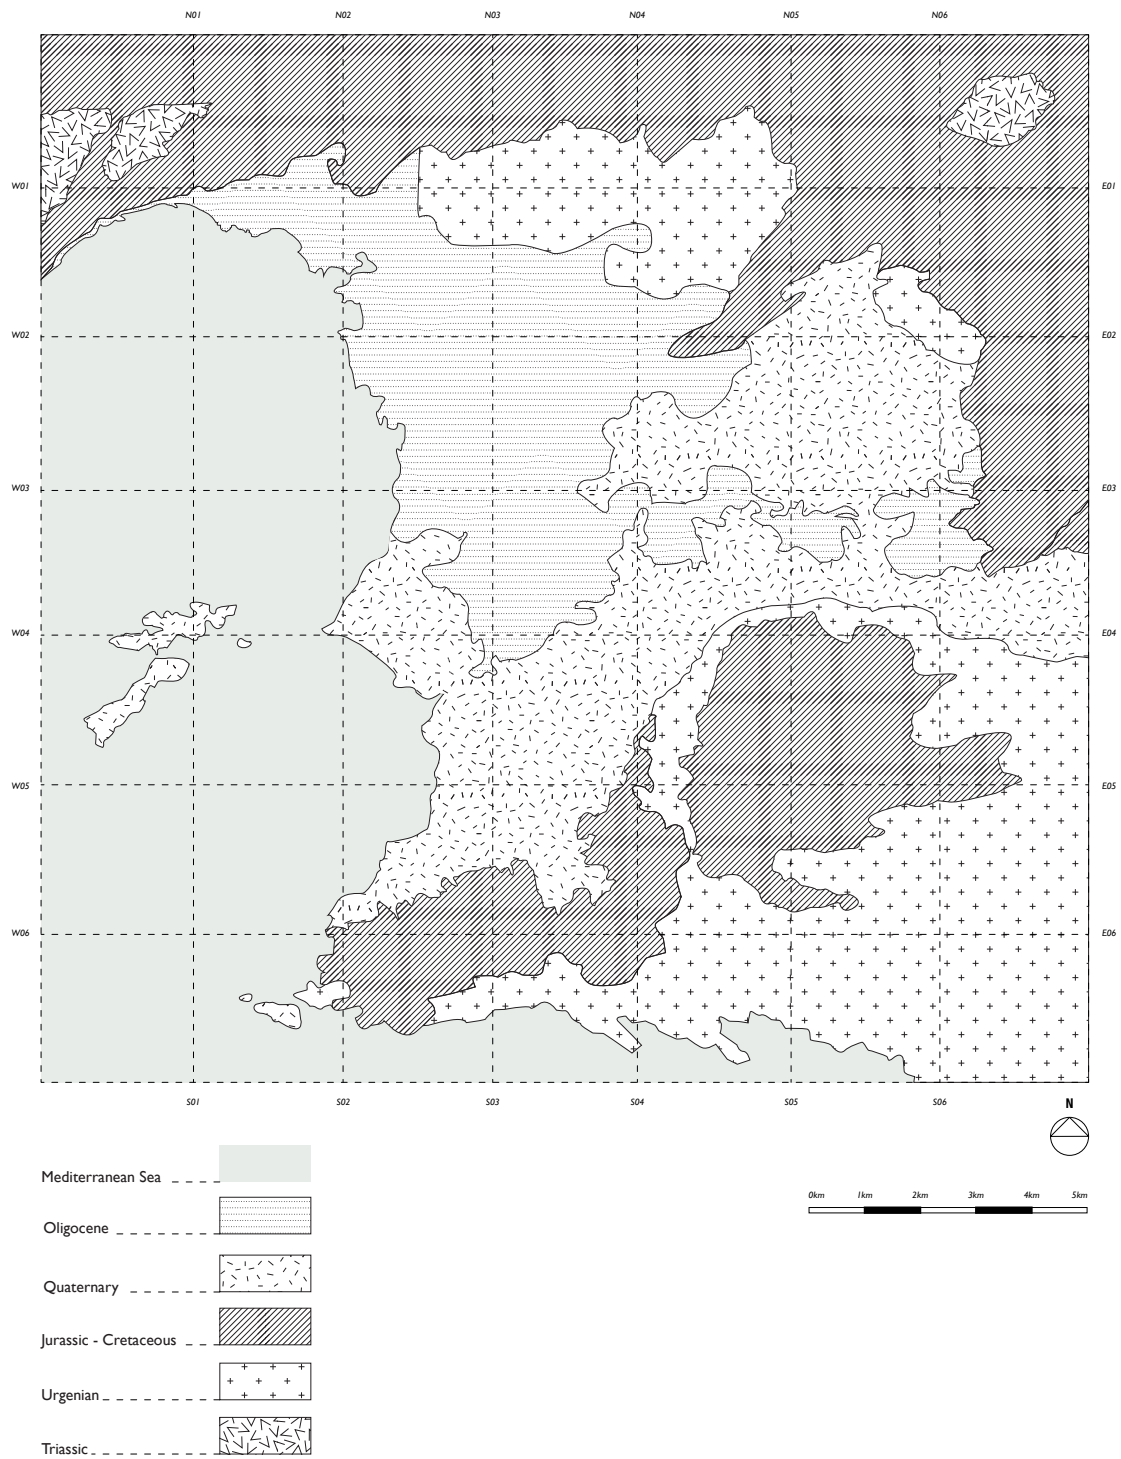 N01 N02 N03 N04 N05 N06
W01 E01
W02 E02
W03 E03
W04 E04
W05 E05
W06 E06
S01 S02 S03 S04 S05 S06
N
Mediterranean Sea
0km 1km 2km 3km 4km 5km
Oligocene
Quaternary
Jurassic - Cretaceous
Urgenian
Triassic